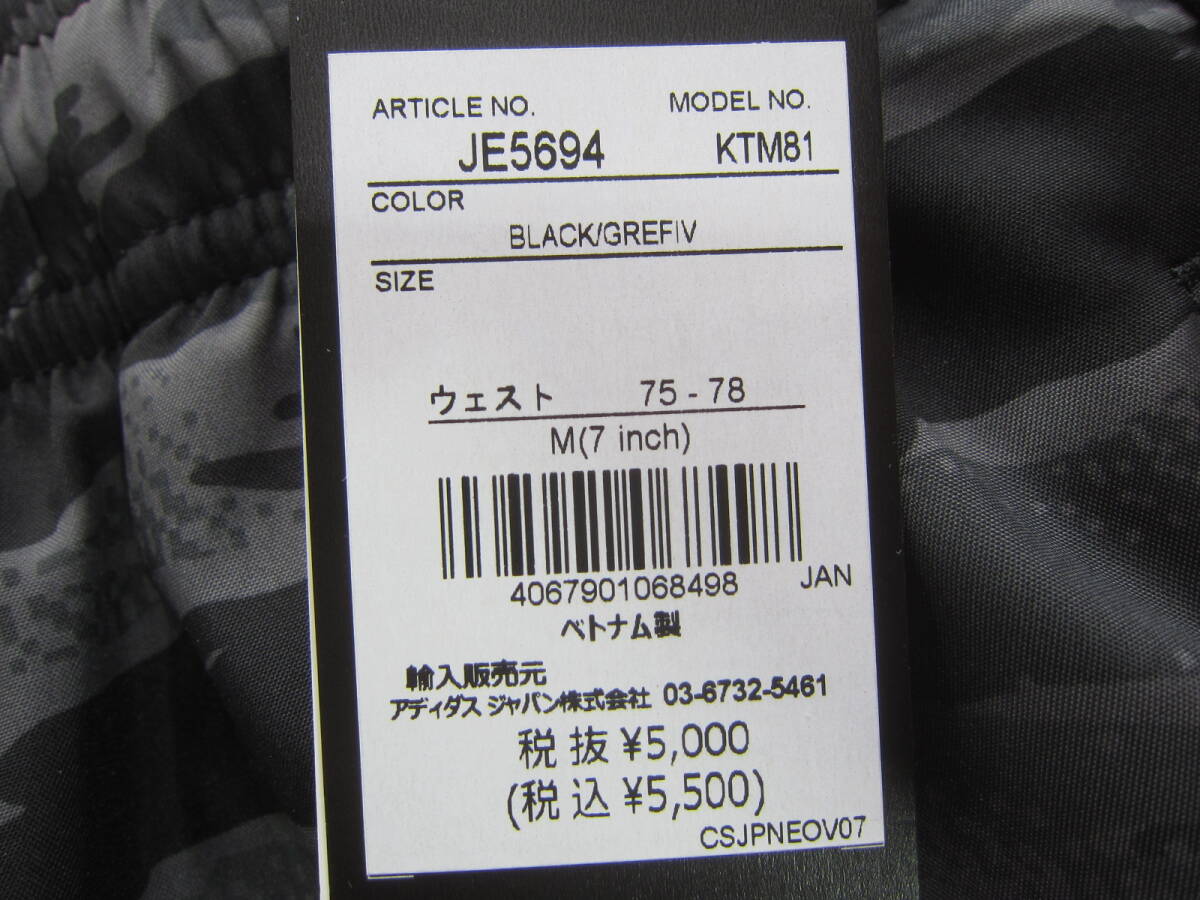 ARTICLE NO. MODEL NO.
JE5694 KTM81
COLOR
BLACK/GREFIV
SIZE
ウェスト 75 - 78
M(7 inch)
4067901068498 JAN
ベトナム製
輸入販売元
アディダス ジャパン株式会社 03-6732-5461
税 抜 ¥5,000
(税 込 ¥5,500)
CSJPNEOV07